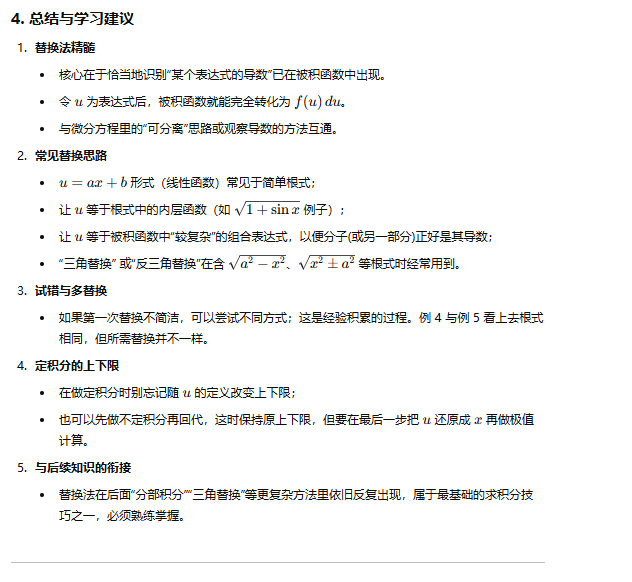 4. 总结与学习建议
1. 替换法精髓
• 核心在于恰当地识别“某个表达式的导数”已在被积函数中出现。
• 令 u 为表达式后，被积函数就能完全转化为 f(u) du。
• 与微分方程里的“可分离”思路或观察导数的方法互通。
2. 常见替换思路
• u = ax + b 形式（线性函数）常见于简单根式；
• 让 u 等于根式中的内层函数（如 √(1 + sin x) 例子）；
• 让 u 等于被积函数中“较复杂”的组合表达式，以便分子(或另一部分)正好是其导数；
• “三角替换” 或“反三角替换”在含 √(a² − x²)、√(x² ± a²) 等根式时经常用到。
3. 试错与多替换
• 如果第一次替换不简洁，可以尝试不同方式；这是经验积累的过程。例 4 与例 5 看上去根式
相同，但所需替换并不一样。
4. 定积分的上下限
• 在做定积分时别忘记随 u 的定义改变上下限；
• 也可以先做不定积分再回代，这时保持原上下限，但要在最后一步把 u 还原成 x 再做极值
计算。
5. 与后续知识的衔接
• 替换法在后面“分部积分”“三角替换”等更复杂方法里依旧反复出现，属于最基础的求积分技
巧之一，必须熟练掌握。